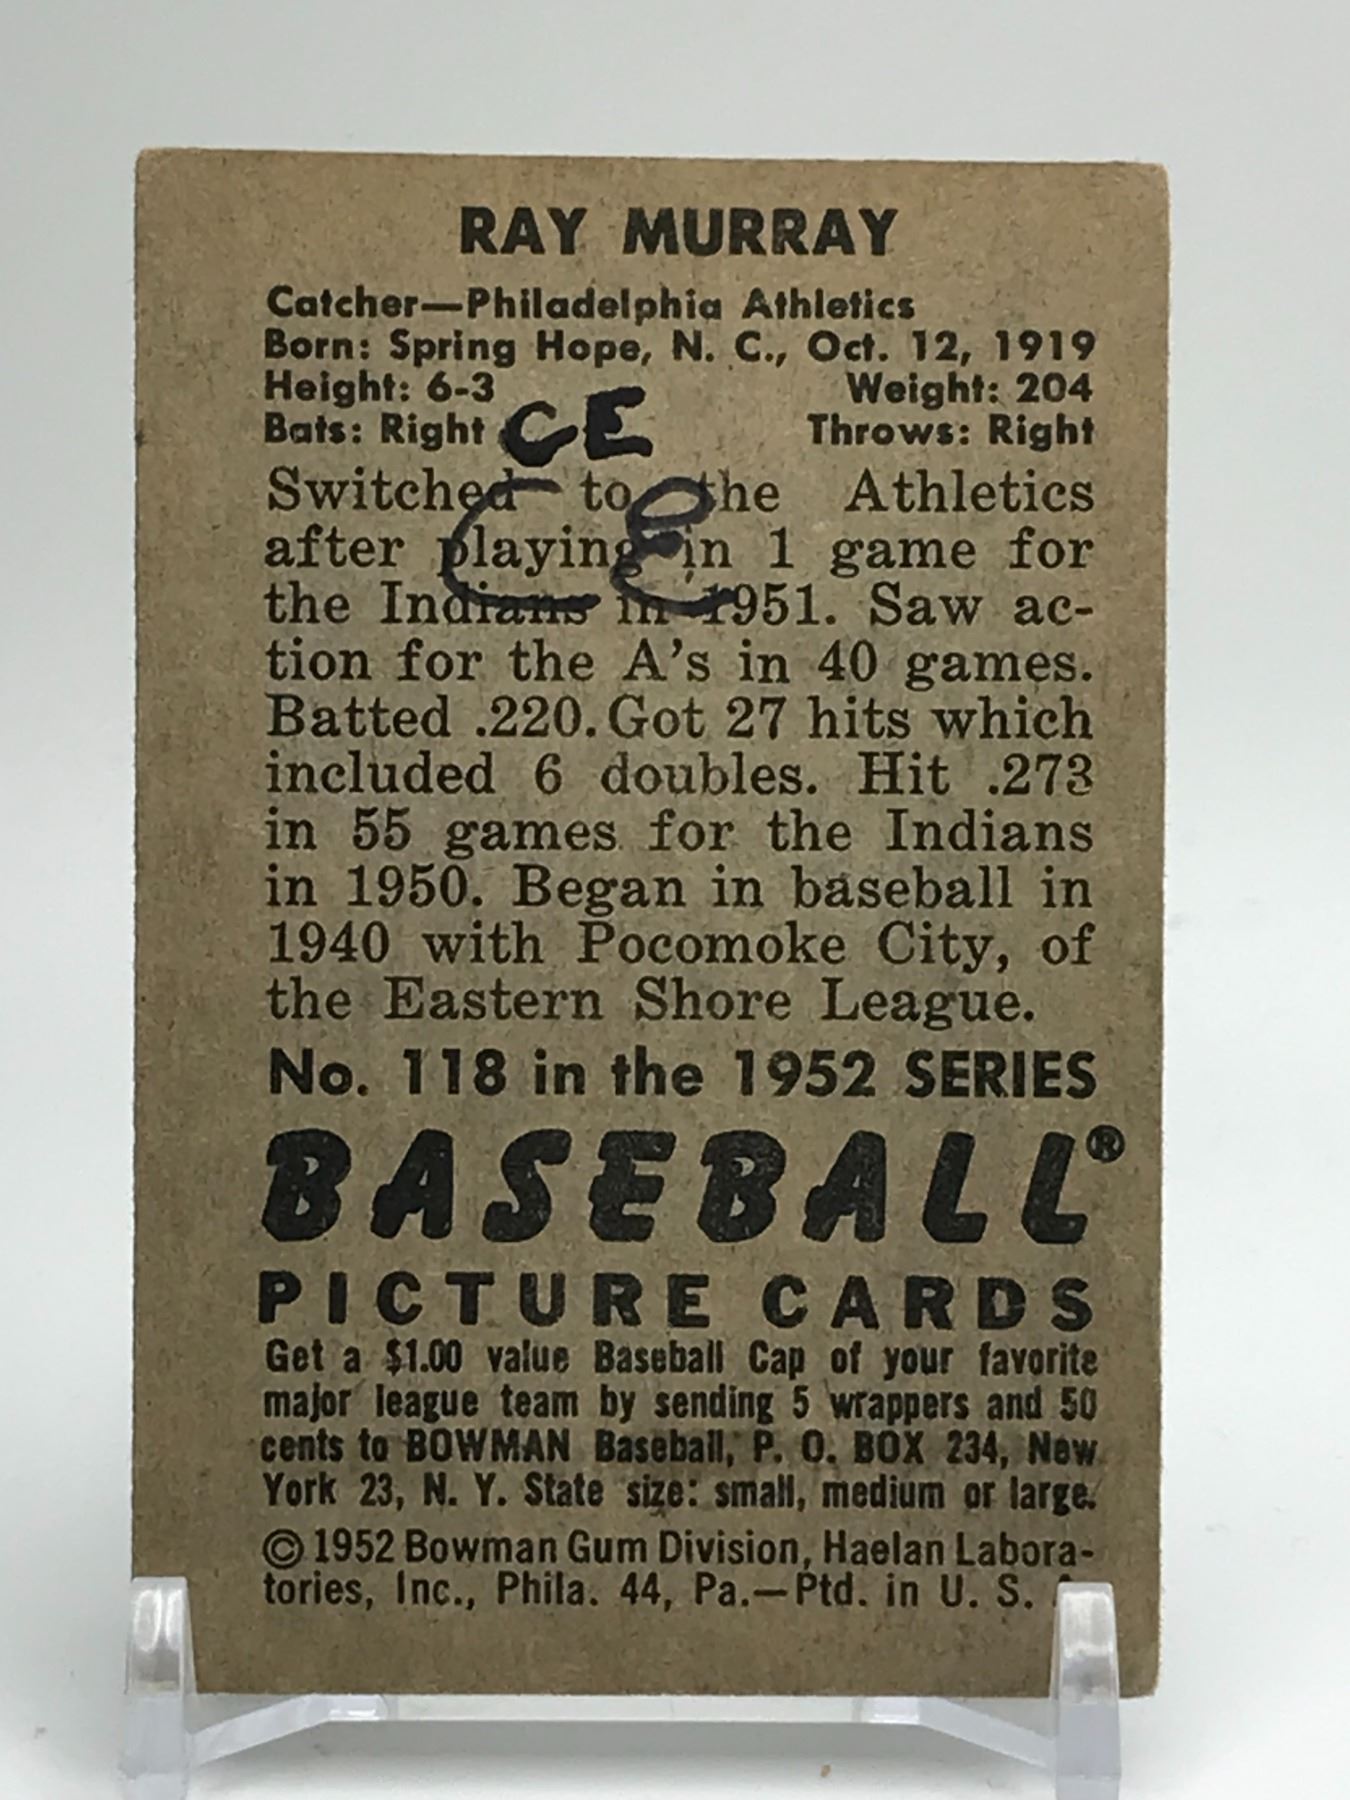 RAY MURRAY
Catcher—Philadelphia Athletics
Born: Spring Hope, N. C., Oct. 12, 1919
Height: 6-3 Weight: 204
Bats: Right CE Throws: Right
Switched to the Athletics
CE
after playing in 1 game for
the Indians in 1951. Saw ac-
tion for the A's in 40 games.
Batted .220. Got 27 hits which
included 6 doubles. Hit .273
in 55 games for the Indians
in 1950. Began in baseball in
1940 with Pocomoke City, of
the Eastern Shore League.
No. 118 in the 1952 SERIES
BASEBALL®
PICTURE CARDS
Get a $1.00 value Baseball Cap of your favorite
major league team by sending 5 wrappers and 50
cents to BOWMAN Baseball, P. O. BOX 234, New
York 23, N. Y. State size: small, medium or large.
© 1952 Bowman Gum Division, Haelan Labora-
tories, Inc., Phila. 44, Pa.—Ptd. in U. S.